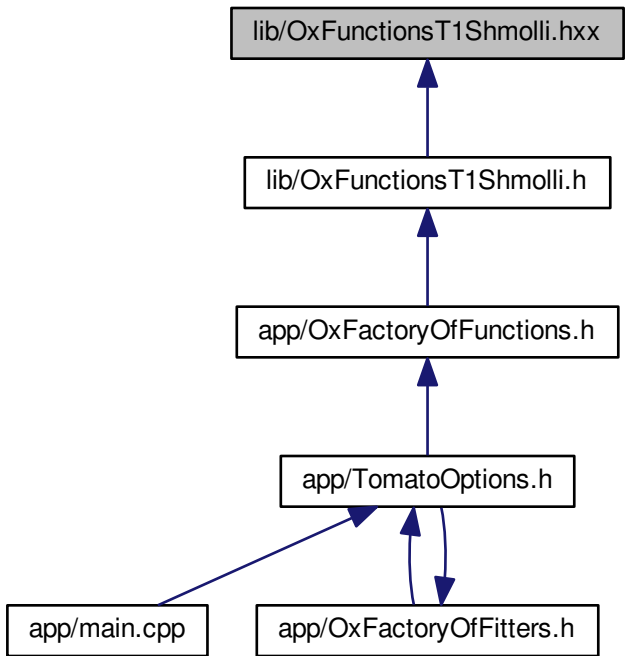 lib/OxFunctionsT1Shmolli.hxx
lib/OxFunctionsT1Shmolli.h
app/OxFactoryOfFunctions.h
app/TomatoOptions.h
app/main.cpp
app/OxFactoryOfFitters.h